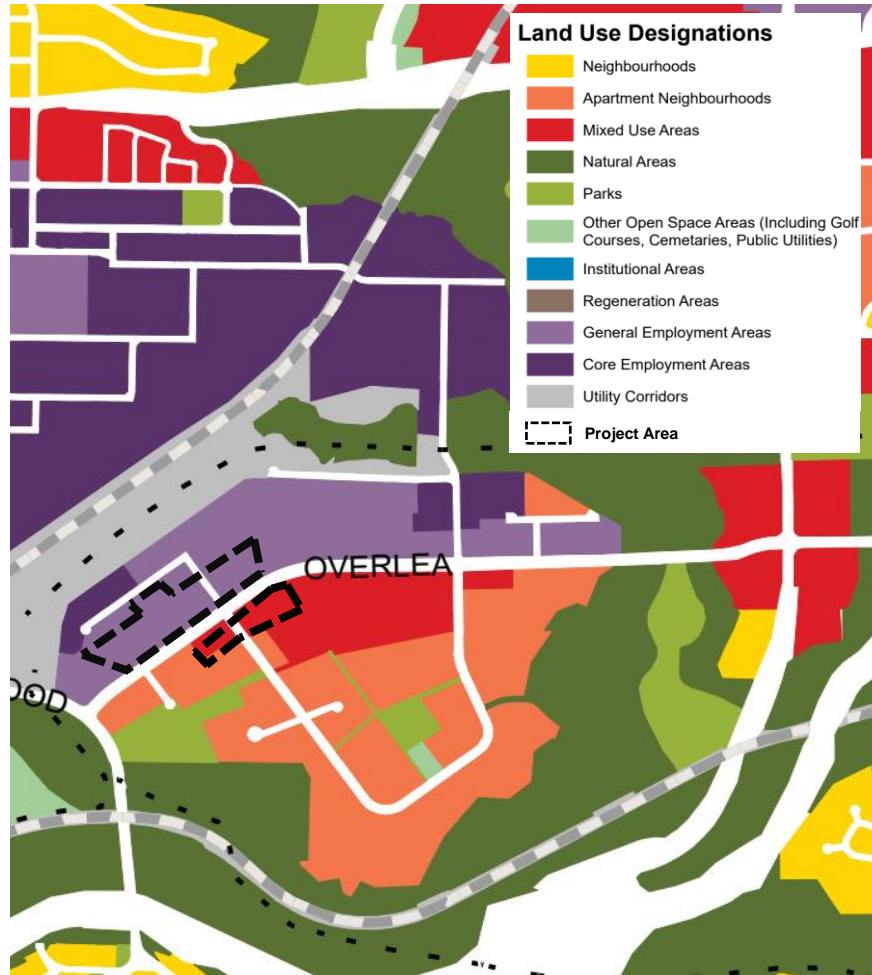 Land Use Designations
Neighbourhoods
Apartment Neighbourhoods
Mixed Use Areas
Natural Areas
Parks
Other Open Space Areas (Including Golf
Courses, Cemetaries, Public Utilities)
Institutional Areas
Regeneration Areas
General Employment Areas
Core Employment Areas
Utility Corridors
Project Area
OVERLEA
OOD